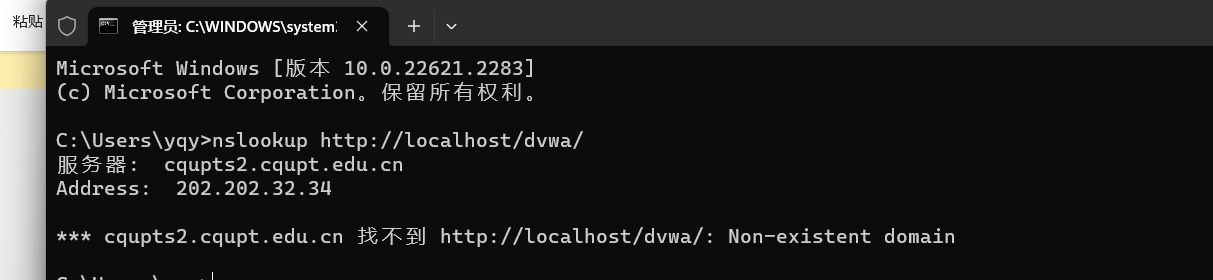 粘贴
管理员: C:\WINDOWS\system:
Microsoft Windows [版本 10.0.22621.2283]
(c) Microsoft Corporation。保留所有权利。
C:\Users\yqy>nslookup http://localhost/dvwa/
服务器:  cqupts2.cqupt.edu.cn
Address:  202.202.32.34
*** cqupts2.cqupt.edu.cn 找不到 http://localhost/dvwa/: Non-existent domain